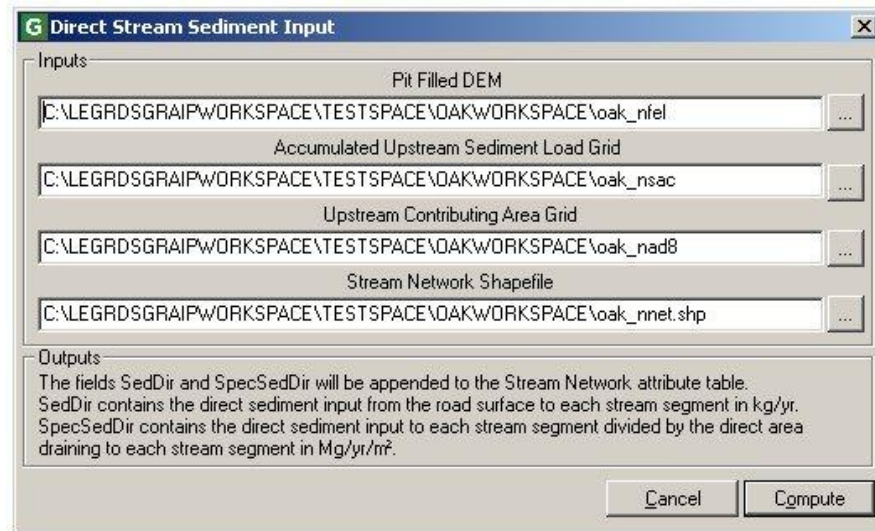 G Direct Stream Sediment Input
Inputs
Pit Filled DEM
C:\LEGRDSGRAIPWORKSPACE\TESTSPACE\OAKWORKSPACE\oak_nfel
...
Accumulated Upstream Sediment Load Grid
C:\LEGRDSGRAIPWORKSPACE\TESTSPACE\OAKWORKSPACE\oak_nsac
...
Upstream Contributing Area Grid
C:\LEGRDSGRAIPWORKSPACE\TESTSPACE\OAKWORKSPACE\oak_nad8
...
Stream Network Shapefile
C:\LEGRDSGRAIPWORKSPACE\TESTSPACE\OAKWORKSPACE\oak_nnet.shp
...
Outputs
The fields SedDir and SpecSedDir will be appended to the Stream Network attribute table.
SedDir contains the direct sediment input from the road surface to each stream segment in kg/yr.
SpecSedDir contains the direct sediment input to each stream segment divided by the direct area
draining to each stream segment in Mg/yr/m².
Cancel Compute